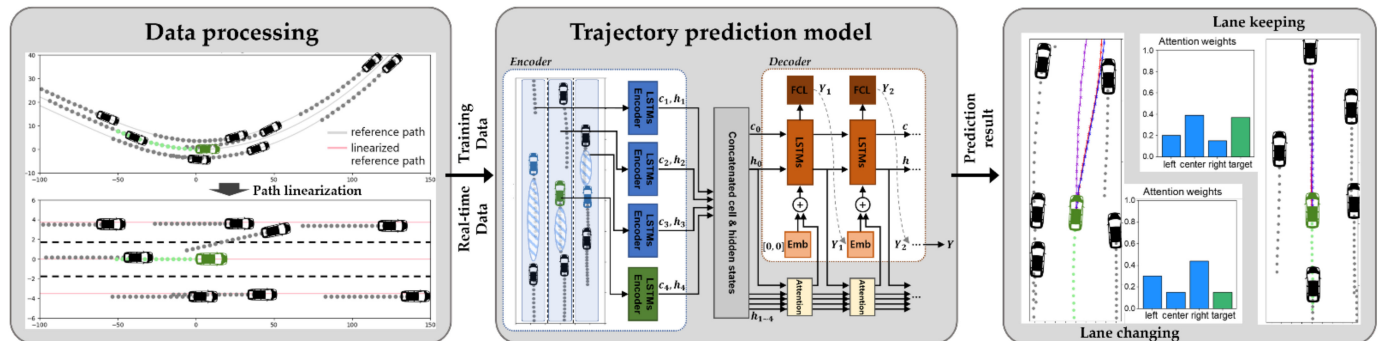 Data processing
40
30
20
10
0
−10
−100
−50
0
50
100
150
reference path
linearized
reference path
Path linearization
6
4
2
0
−2
−4
−6
−100
−50
0
50
100
150
Training
Data
Real-time
Data
Trajectory prediction model
Encoder
LSTMs
Encoder
c₁, h₁
LSTMs
Encoder
c₂, h₂
LSTMs
Encoder
c₃, h₃
LSTMs
Encoder
c₄, h₄
Concatenated cell & hidden states
Decoder
FCL
Y₁
FCL
Y₂
c₀
LSTMs
LSTMs
c
...
h₀
h
...
+
+
[0, 0]
Emb
Y₁
Emb
Y₂
Y
Attention
Attention
...
h₁₋₄
Prediction
result
Lane keeping
Attention weights
1.0
0.8
0.6
0.4
0.2
0.0
left center right target
Attention weights
1.0
0.8
0.6
0.4
0.2
0.0
left center right target
Lane changing